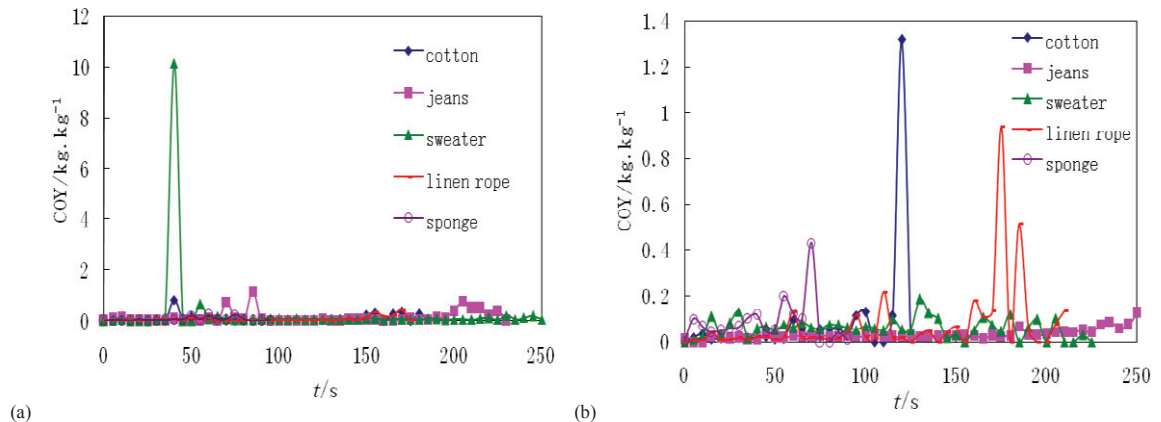 12
10
8
6
4
2
0
COY/kg. kg⁻¹
cotton
jeans
sweater
linen rope
sponge
0 50 100 150 200 250
t/s
(a)
1.4
1.2
1
0.8
0.6
0.4
0.2
0
COY/kg. kg⁻¹
cotton
jeans
sweater
linen rope
sponge
0 50 100 150 200 250
t/s
(b)